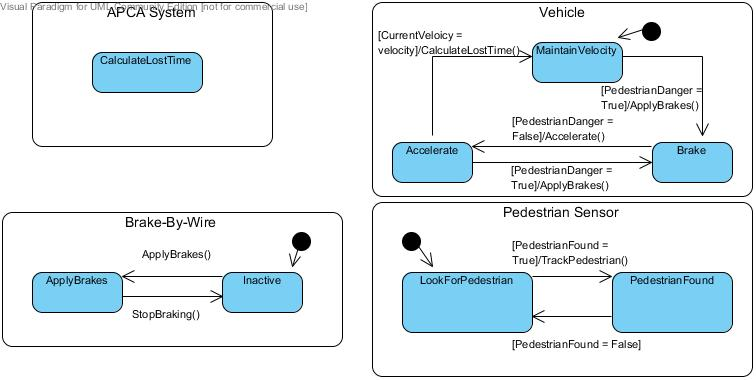 Visual Paradigm for UML Community Edition [not for commercial use]
APCA System
CalculateLostTime
Vehicle
[CurrentVeloicy =
velocity]/CalculateLostTime()
MaintainVelocity
[PedestrianDanger =
True]/ApplyBrakes()
[PedestrianDanger =
False]/Accelerate()
Accelerate
Brake
[PedestrianDanger =
True]/ApplyBrakes()
Brake-By-Wire
ApplyBrakes()
ApplyBrakes
Inactive
StopBraking()
Pedestrian Sensor
[PedestrianFound =
True]/TrackPedestrian()
LookForPedestrian
PedestrianFound
[PedestrianFound = False]